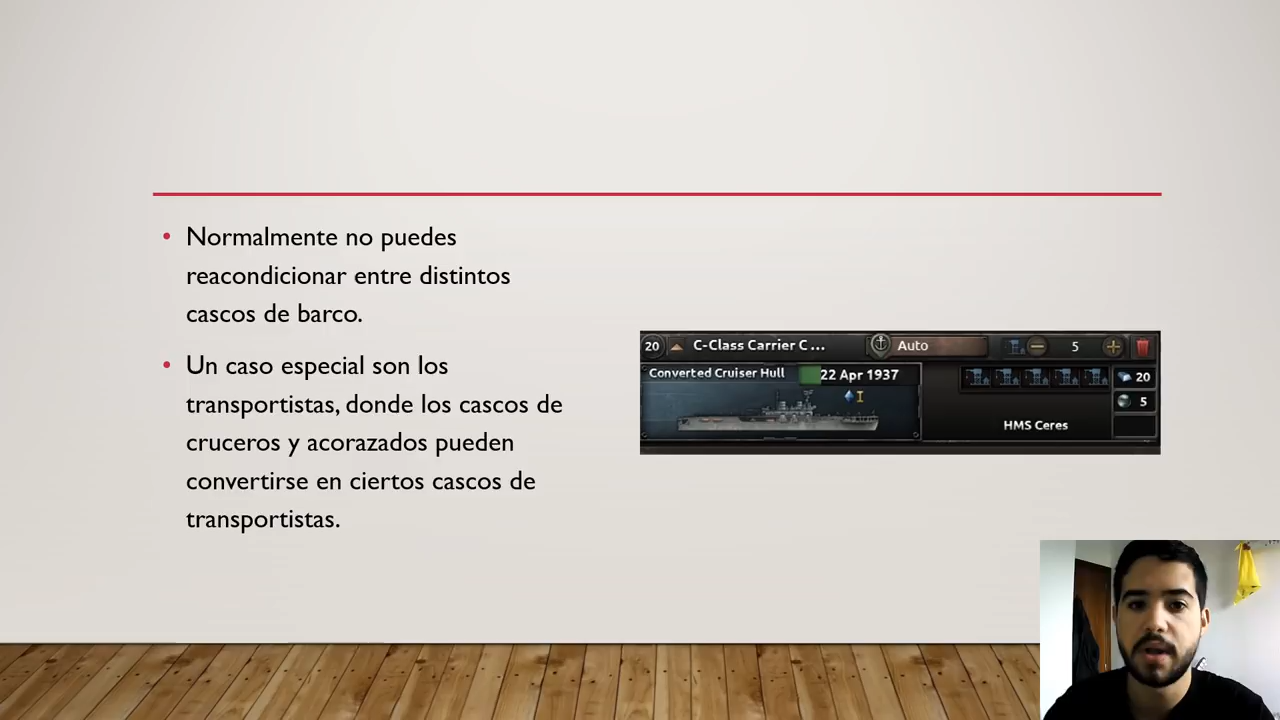 • Normalmente no puedes
reacondicionar entre distintos
cascos de barco.
• Un caso especial son los
transportistas, donde los cascos de
cruceros y acorazados pueden
convertirse en ciertos cascos de
transportistas.
20 C-Class Carrier C ... Auto 5
Converted Cruiser Hull 22 Apr 1937 20
I 5
HMS Ceres